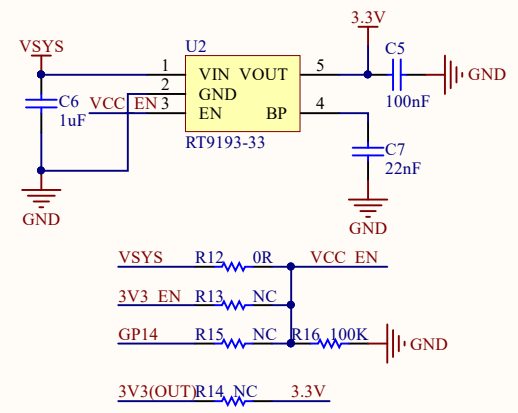 3.3V
VSYS U2 C5
1 VIN VOUT 5
2 GND GND
C6 VCC_EN 3 EN BP 4 100nF
1uF
RT9193-33 C7
22nF
GND GND
VSYS R12 0R VCC_EN
3V3_EN R13 NC
GP14 R15 NC R16 100K GND
3V3(OUT) R14 NC 3.3V